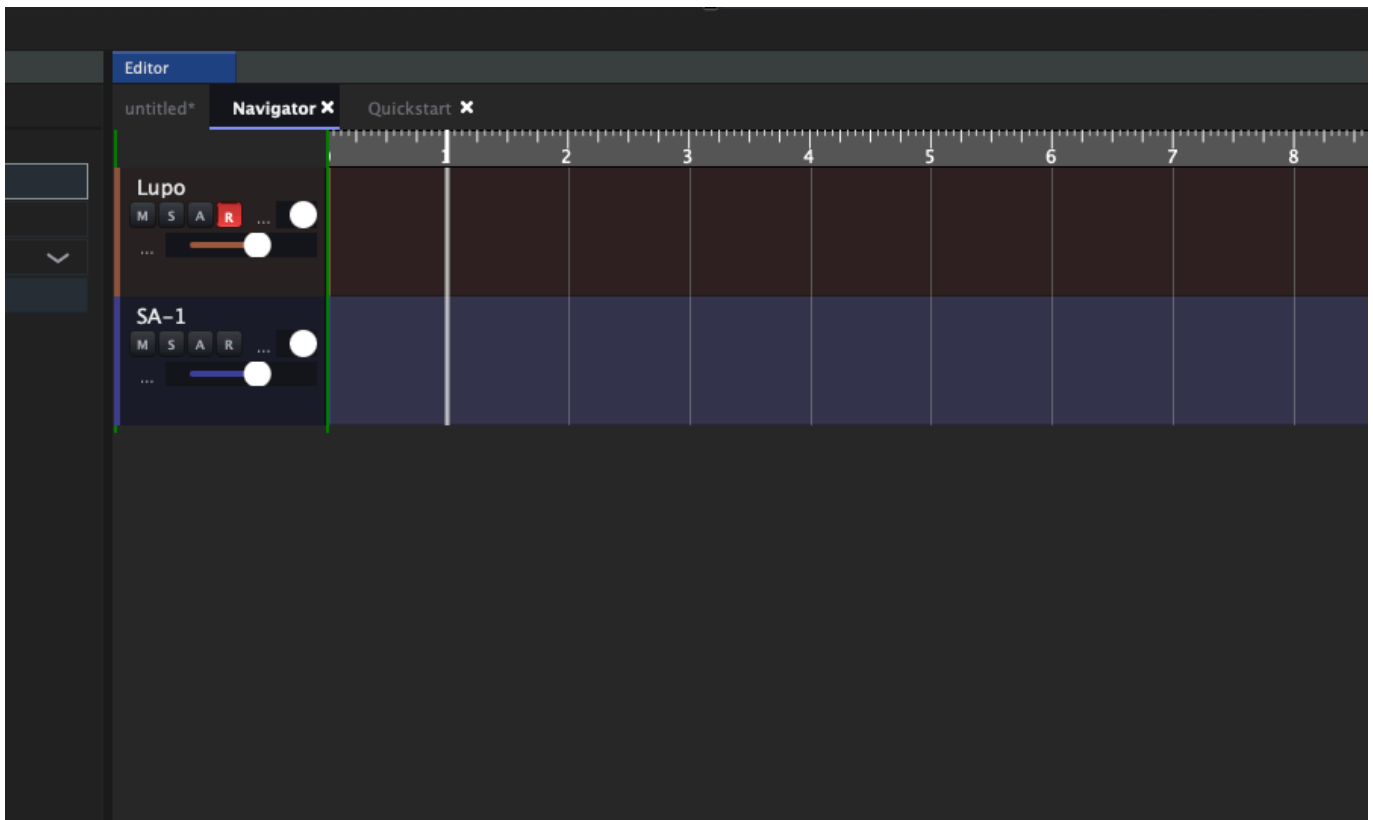 Editor
untitled* Navigator × Quickstart ×
1 2 3 4 5 6 7 8
Lupo
M S A R ...
...
SA-1
M S A R ...
...